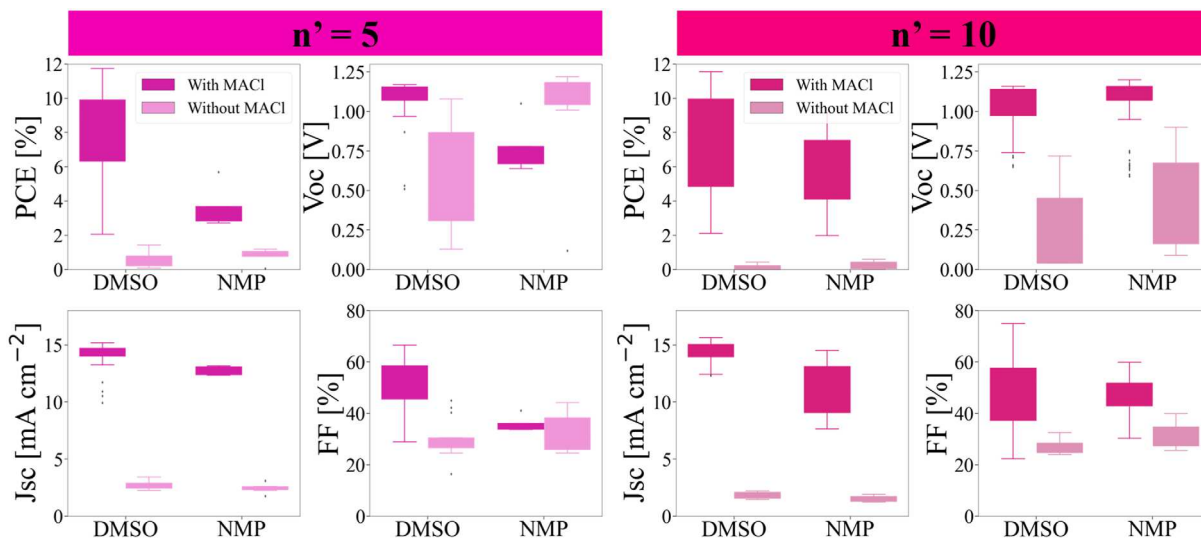 n' = 5
n' = 10
PCE [%]
12
10
8
6
4
2
0
With MACl
Without MACl
DMSO
NMP
Voc [V]
1.25
1.00
0.75
0.50
0.25
0.00
DMSO
NMP
PCE [%]
12
10
8
6
4
2
0
With MACl
Without MACl
DMSO
NMP
Voc [V]
1.25
1.00
0.75
0.50
0.25
0.00
DMSO
NMP
Jsc [mA cm⁻²]
15
10
5
0
DMSO
NMP
FF [%]
80
60
40
20
0
DMSO
NMP
Jsc [mA cm⁻²]
15
10
5
0
DMSO
NMP
FF [%]
80
60
40
20
0
DMSO
NMP